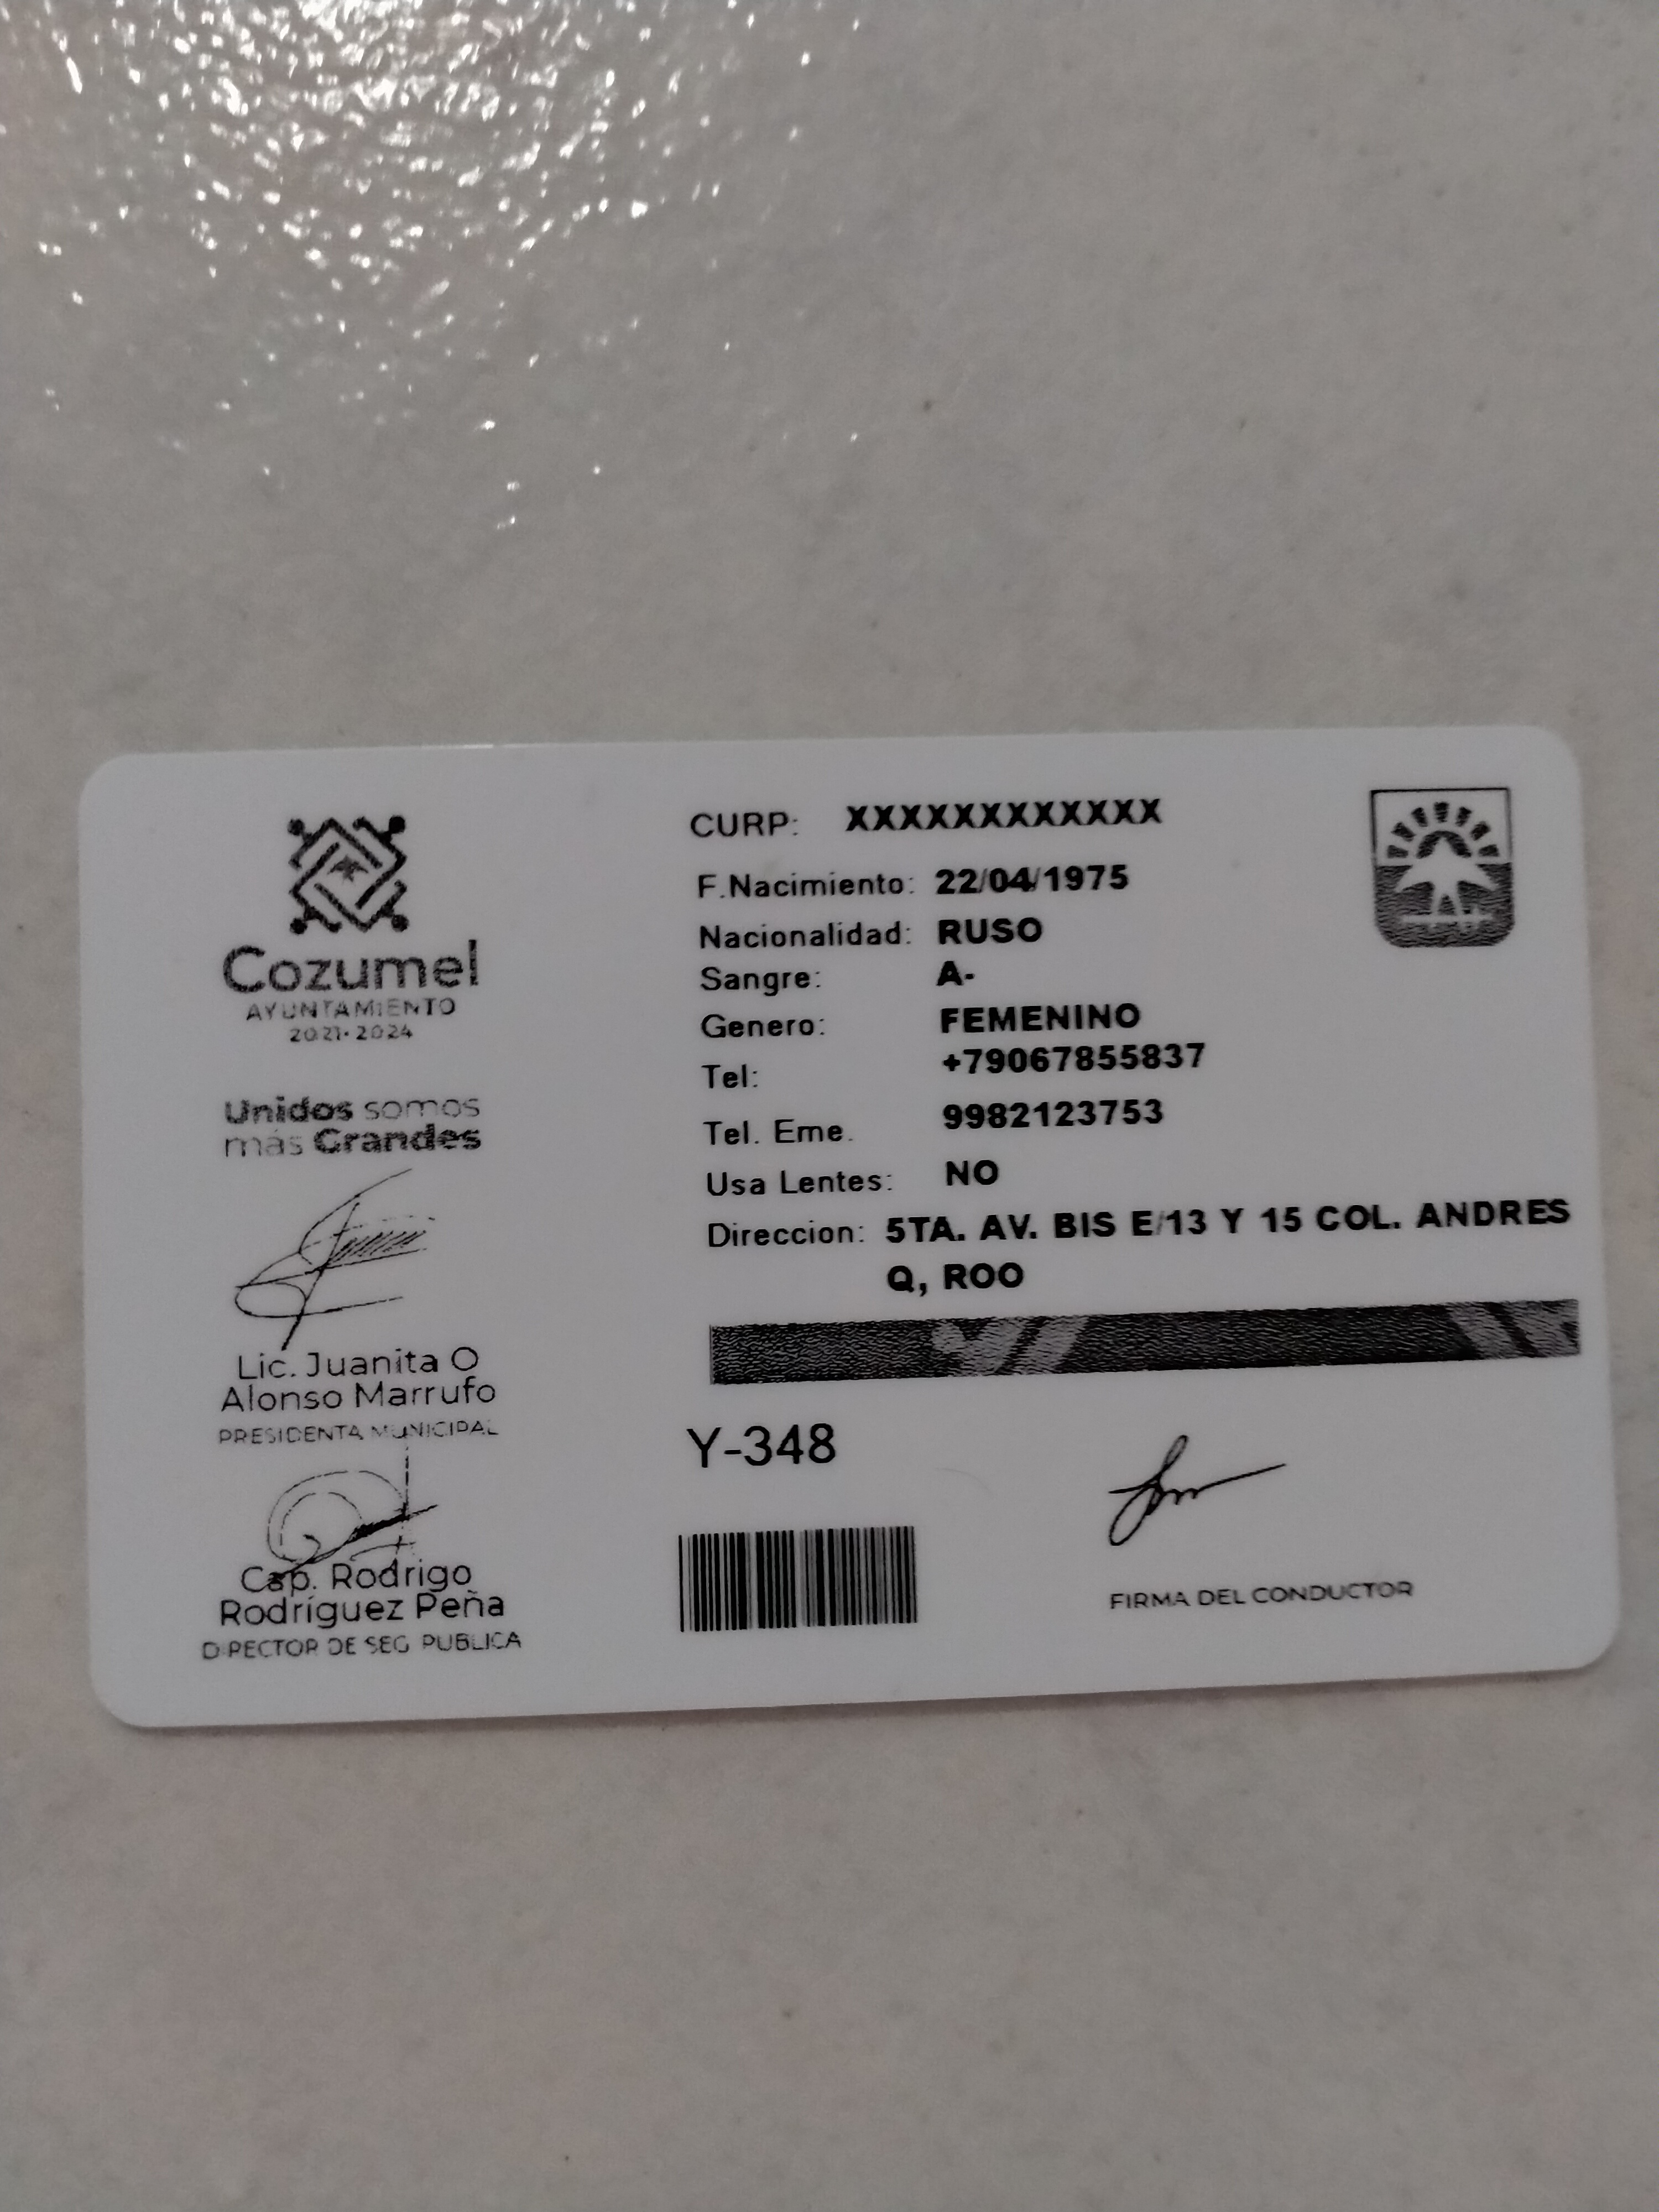 Cozumel
AYUNTAMIENTO
2021-2024
Unidos somos
más Grandes
Lic. Juanita O
Alonso Marrufo
PRESIDENTA MUNICIPAL
Cap. Rodrigo
Rodríguez Peña
DIRECTOR DE SEG PUBLICA
CURP: XXXXXXXXXXXX
F.Nacimiento: 22/04/1975
Nacionalidad: RUSO
Sangre: A-
Genero: FEMENINO
Tel: +79067855837
Tel. Eme. 9982123753
Usa Lentes: NO
Direccion: 5TA. AV. BIS E/13 Y 15 COL. ANDRES
Q, ROO
Y-348
FIRMA DEL CONDUCTOR